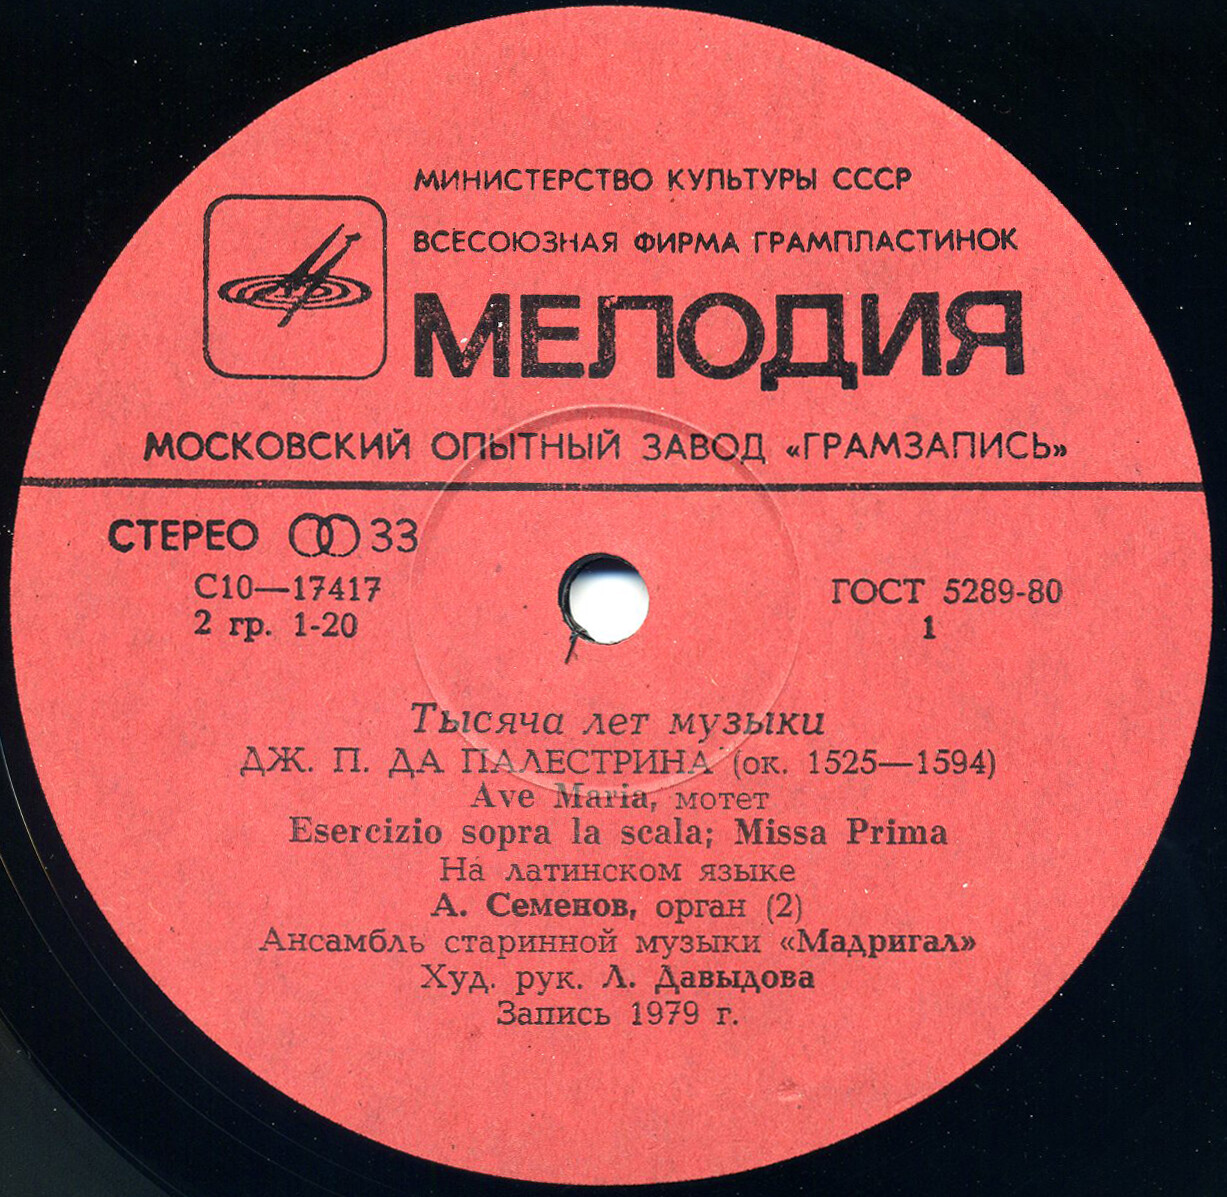 МИНИСТЕРСТВО КУЛЬТУРЫ СССР
ВСЕСОЮЗНАЯ ФИРМА ГРАМПЛАСТИНОК
МЕЛОДИЯ
МОСКОВСКИЙ ОПЫТНЫЙ ЗАВОД «ГРАМЗАПИСЬ»
СТЕРЕО 33
С10—17417
2 гр. 1-20
ГОСТ 5289-80
1
Тысяча лет музыки
ДЖ. П. ДА ПАЛЕСТРИНА (ок. 1525—1594)
Ave Maria, мотет
Esercizio sopra la scala; Missa Prima
На латинском языке
А. Семенов, орган (2)
Ансамбль старинной музыки «Мадригал»
Худ. рук. Л. Давыдова
Запись 1979 г.